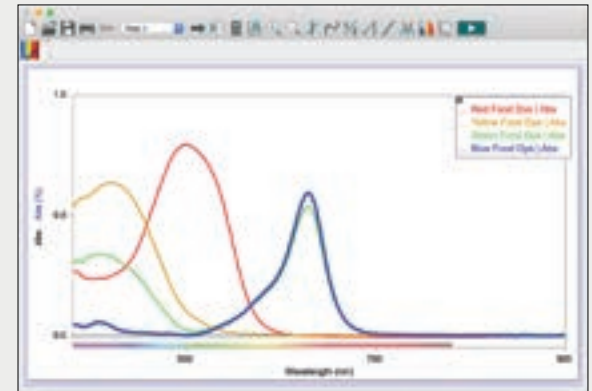 1.0
Red Food Dye | Abs
Yellow Food Dye | Abs
Green Food Dye | Abs
Blue Food Dye | Abs
0.5
0.0
500
700
900
Wavelength (nm)